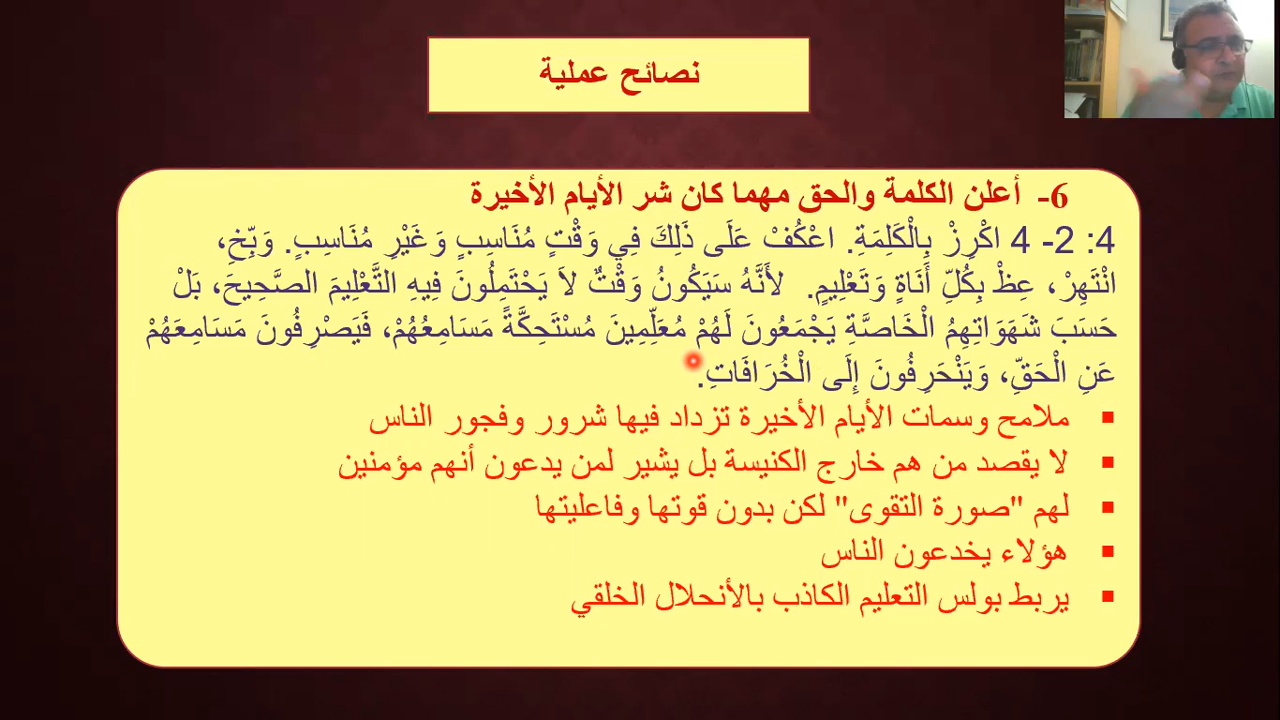 نصائح عملية
6- أعلن الكلمة والحق مهما كان شر الأيام الأخيرة
4: 2- 4 اكْرِزْ بِالْكَلِمَةِ. اعْكُفْ عَلَى ذَلِكَ فِي وَقْتٍ مُنَاسِبٍ وَغَيْرِ مُنَاسِبٍ. وَبِّخِ،
انْتَهِرْ، عِظْ بِكُلِّ أَنَاةٍ وَتَعْلِيمٍ. لأَنَّهُ سَيَكُونُ وَقْتٌ لاَ يَحْتَمِلُونَ فِيهِ التَّعْلِيمَ الصَّحِيحَ، بَلْ
حَسَبَ شَهَوَاتِهِمُ الْخَاصَّةِ يَجْمَعُونَ لَهُمْ مُعَلِّمِينَ مُسْتَحِكَّةً مَسَامِعُهُمْ، فَيَصْرِفُونَ مَسَامِعَهُمْ
عَنِ الْحَقِّ، وَيَنْحَرِفُونَ إِلَى الْخُرَافَاتِ.
▪ ملامح وسمات الأيام الأخيرة تزداد فيها شرور وفجور الناس
▪ لا يقصد من هم خارج الكنيسة بل يشير لمن يدعون أنهم مؤمنين
▪ لهم "صورة التقوى" لكن بدون قوتها وفاعليتها
▪ هؤلاء يخدعون الناس
▪ يربط بولس التعليم الكاذب بالأنحلال الخلقي